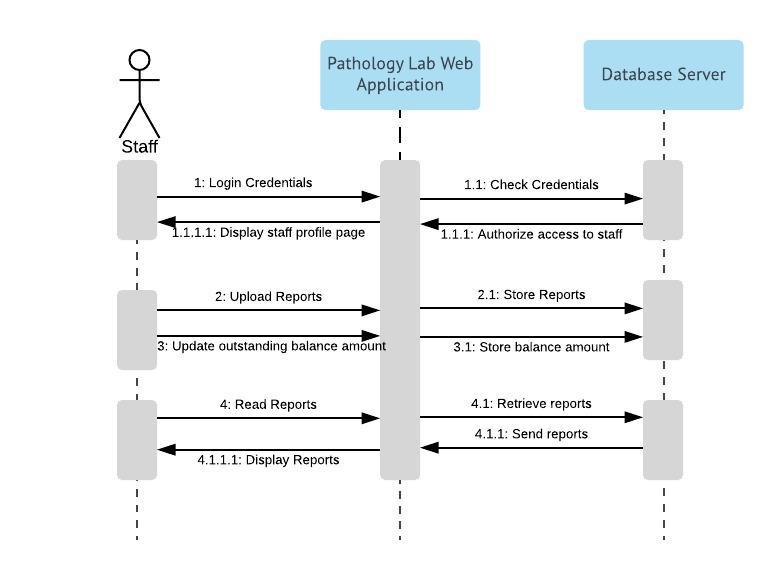 Pathology Lab Web
Application
Database Server
Staff
1: Login Credentials
1.1: Check Credentials
1.1.1.1: Display staff profile page
1.1.1: Authorize access to staff
2: Upload Reports
2.1: Store Reports
3: Update outstanding balance amount
3.1: Store balance amount
4: Read Reports
4.1: Retrieve reports
4.1.1: Send reports
4.1.1.1: Display Reports